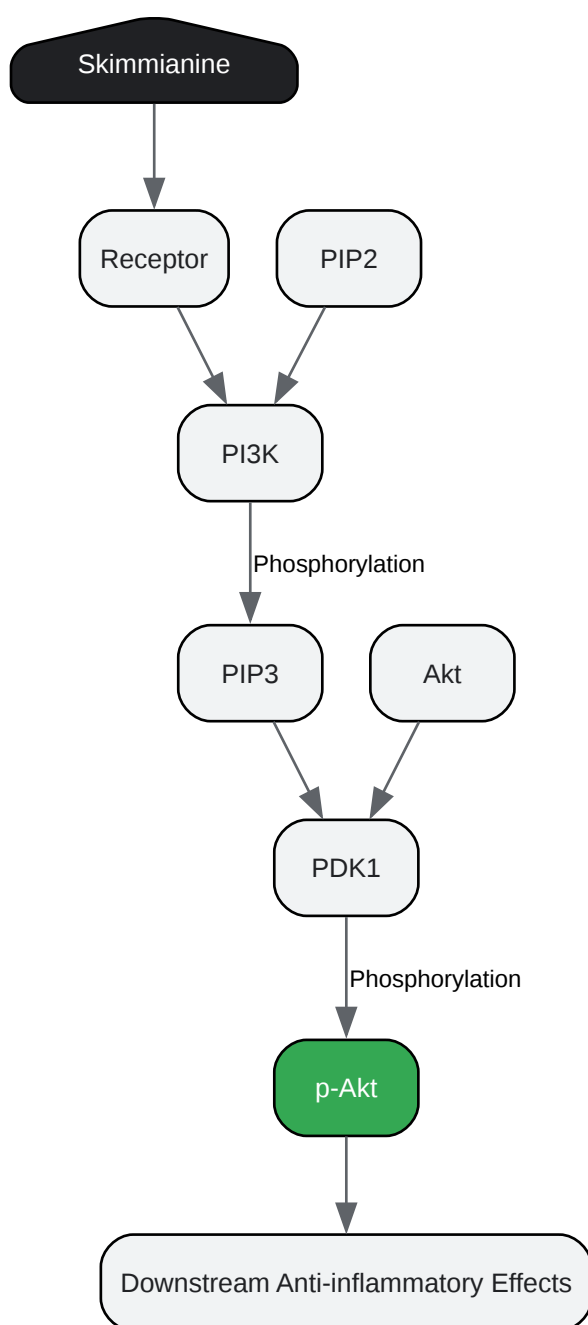 Skimmianine
Receptor
PIP2
PI3K
Phosphorylation
PIP3
Akt
PDK1
Phosphorylation
p-Akt
Downstream Anti-inflammatory Effects